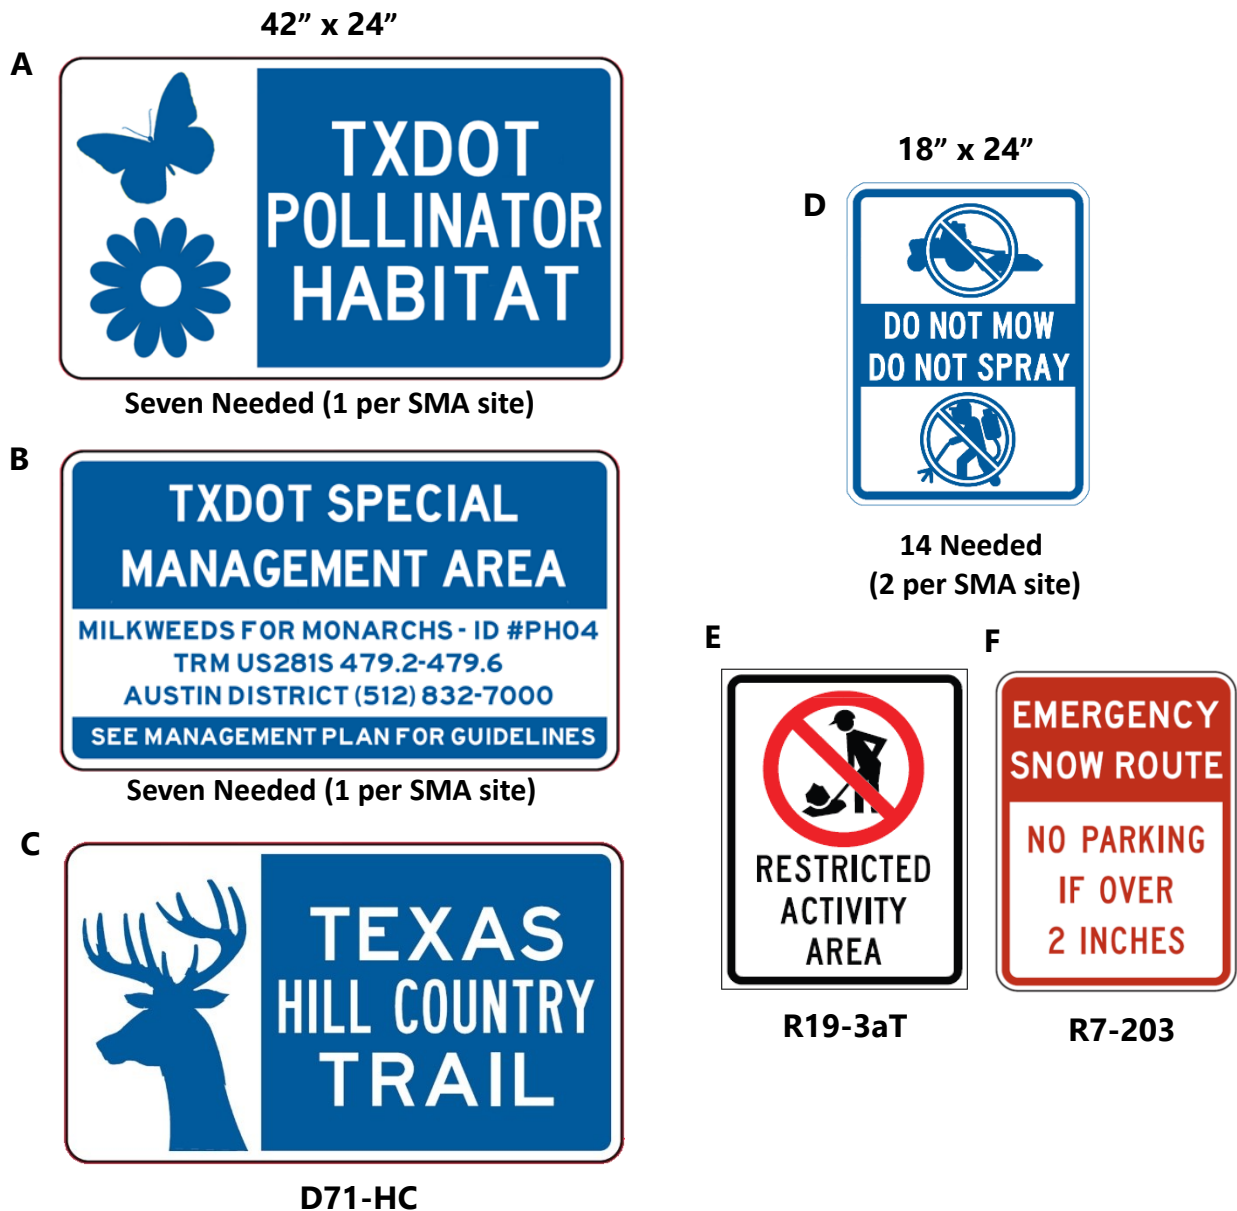 42” x 24”
A
TXDOT
POLLINATOR
HABITAT
Seven Needed (1 per SMA site)
B
TXDOT SPECIAL
MANAGEMENT AREA
MILKWEEDS FOR MONARCHS - ID #PH04
TRM US281S 479.2-479.6
AUSTIN DISTRICT (512) 832-7000
SEE MANAGEMENT PLAN FOR GUIDELINES
Seven Needed (1 per SMA site)
C
TEXAS
HILL COUNTRY
TRAIL
D71-HC
18” x 24”
D
DO NOT MOW
DO NOT SPRAY
14 Needed
(2 per SMA site)
E
RESTRICTED
ACTIVITY
AREA
R19-3aT
F
EMERGENCY
SNOW ROUTE
NO PARKING
IF OVER
2 INCHES
R7-203